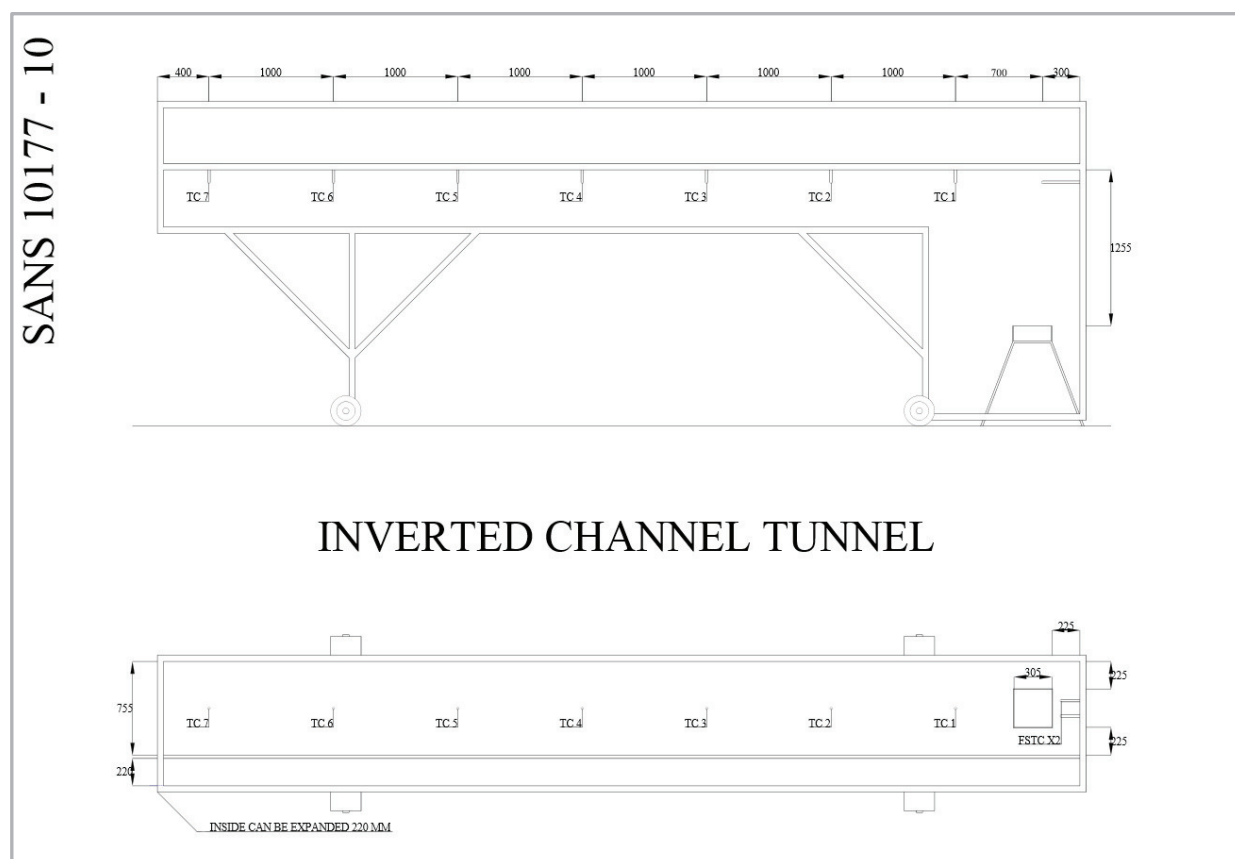 SANS 10177 - 10
400 1000 1000 1000 1000 1000 1000 700 300
TC.7 TC.6 TC.5 TC.4 TC.3 TC.2 TC.1
1255
INVERTED CHANNEL TUNNEL
225
305 225
755
TC.7 TC.6 TC.5 TC.4 TC.3 TC.2 TC.1
FSTC.X2 225
220
INSIDE CAN BE EXPANDED 220 MM